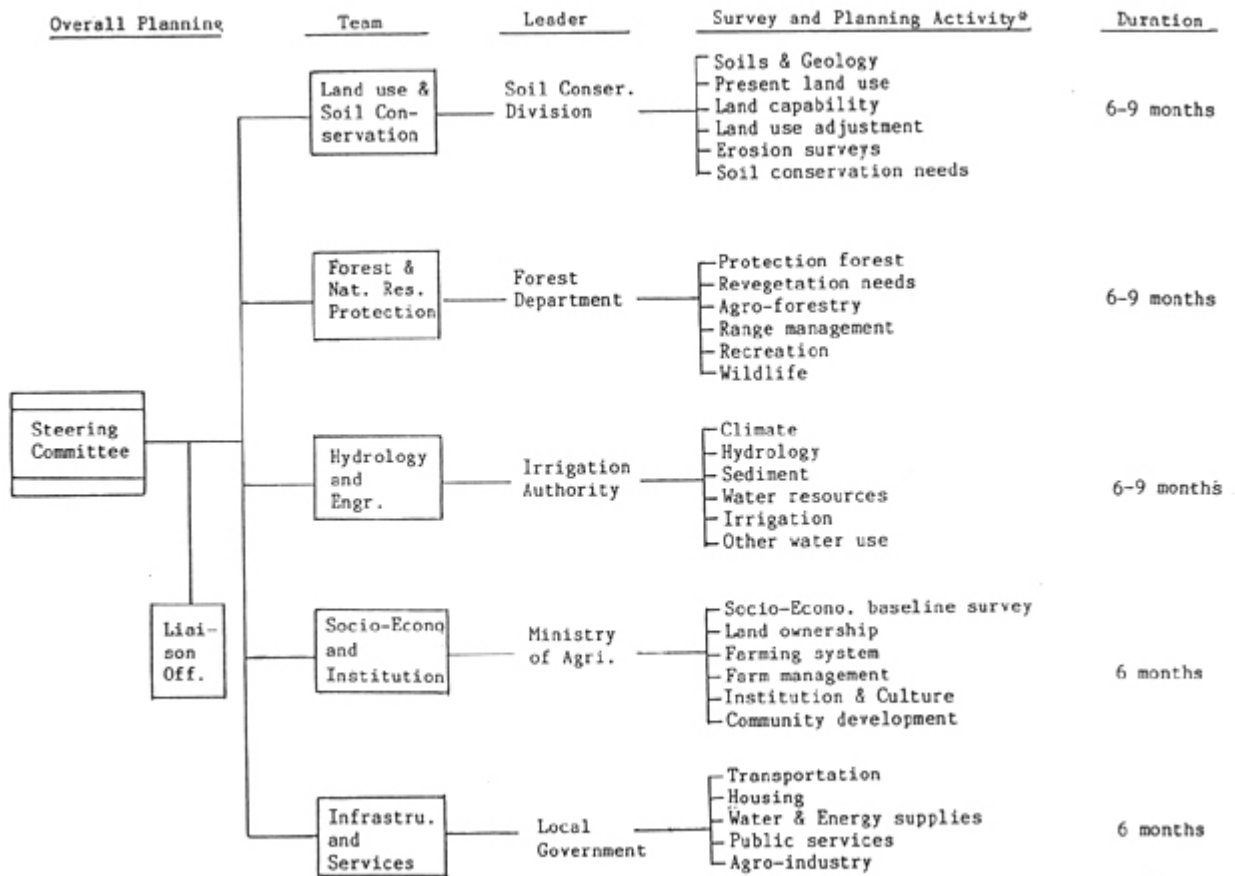 Overall Planning
Team
Leader
Survey and Planning Activity*
Duration
Land use &
Soil Con-
servation
Soil Conser.
Division
Soils & Geology
Present land use
Land capability
Land use adjustment
Erosion surveys
Soil conservation needs
6-9 months
Forest &
Nat. Res.
Protection
Forest
Department
Protection forest
Revegetation needs
Agro-forestry
Range management
Recreation
Wildlife
6-9 months
Steering
Committee
Hydrology
and
Engr.
Irrigation
Authority
Climate
Hydrology
Sediment
Water resources
Irrigation
Other water use
6-9 months
Liai-
son
Off.
Socio-Econo
and
Institution
Ministry
of Agri.
Socio-Econo. baseline survey
Land ownership
Farming system
Farm management
Institution & Culture
Community development
6 months
Infrastru.
and
Services
Local
Government
Transportation
Housing
Water & Energy supplies
Public services
Agro-industry
6 months